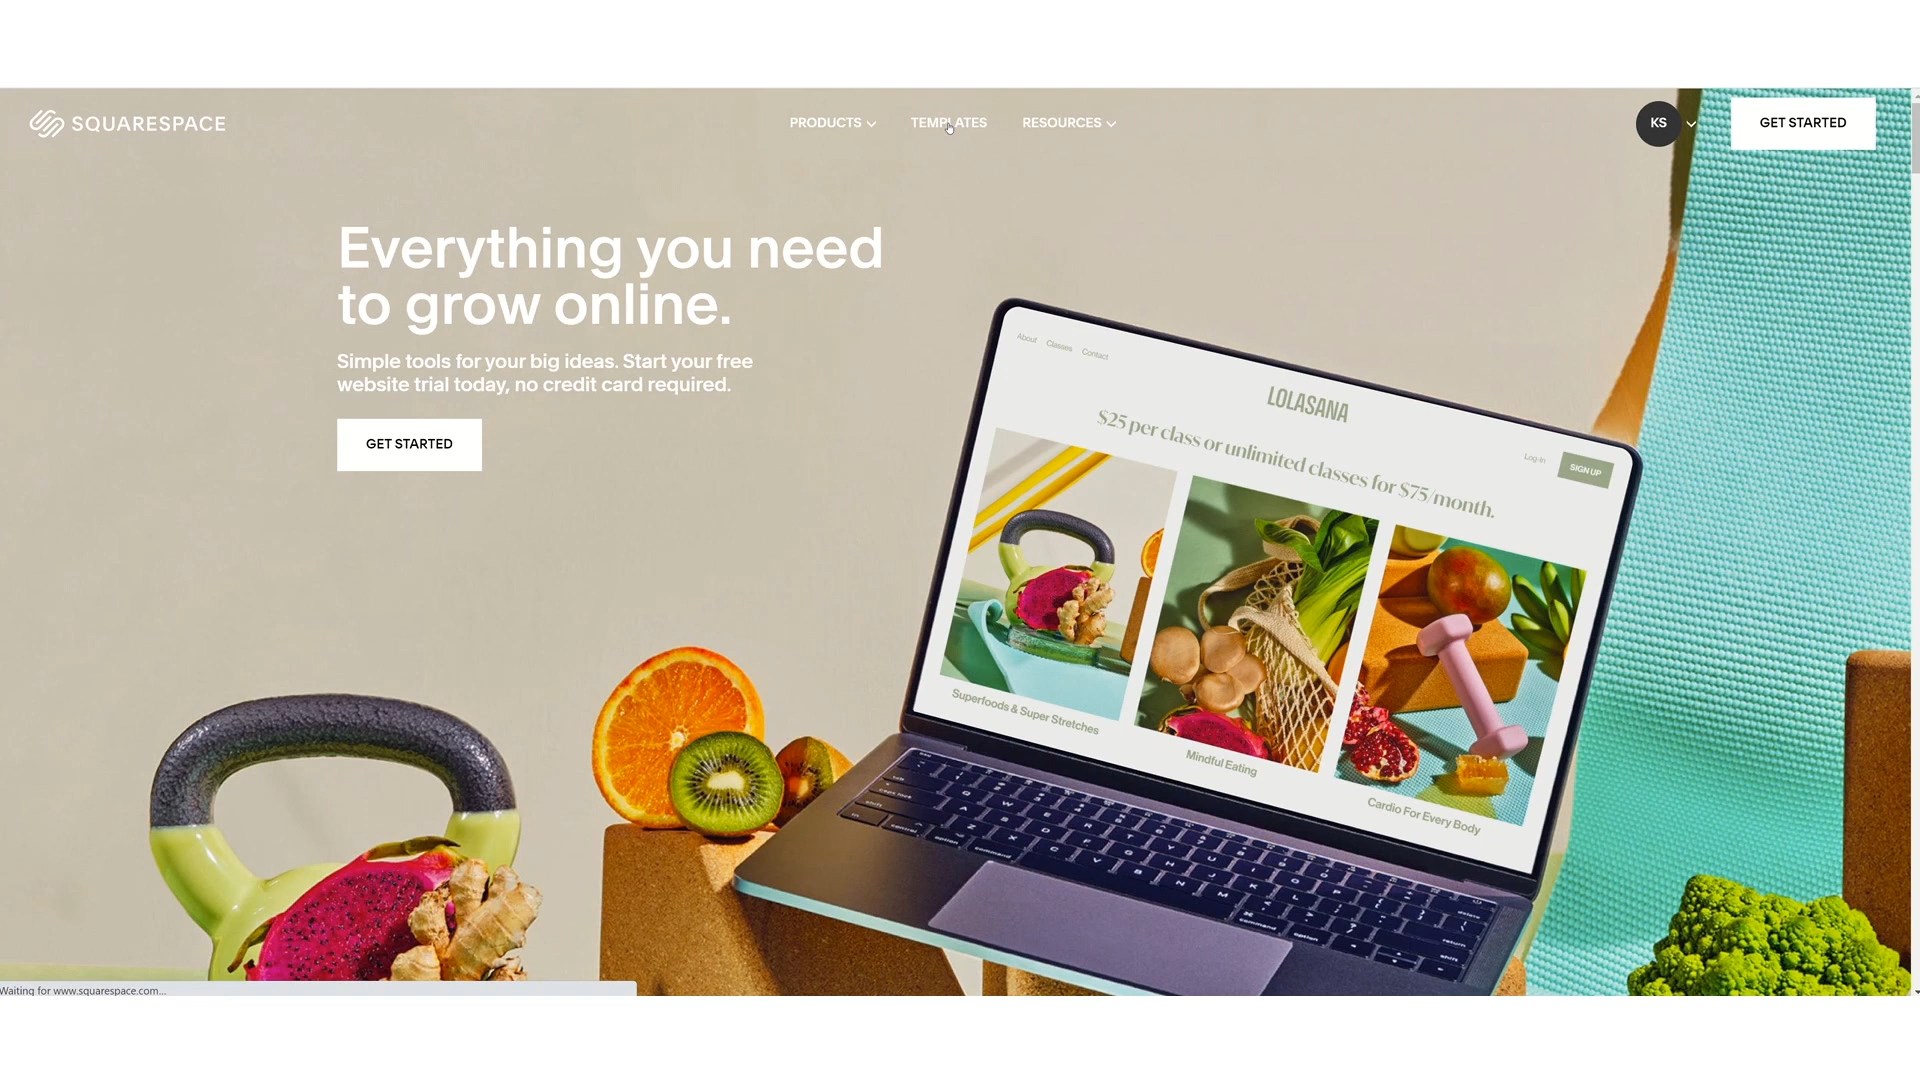 SQUARESPACE
PRODUCTS
TEMPLATES
RESOURCES
KS
GET STARTED
Everything you need
to grow online.
Simple tools for your big ideas. Start your free
website trial today, no credit card required.
GET STARTED
About Classes Contact
LOLASANA
Log-In
SIGN UP
$25 per class or unlimited classes for $75/month.
Superfoods & Super Stretches
Mindful Eating
Cardio For Every Body
Waiting for www.squarespace.com...